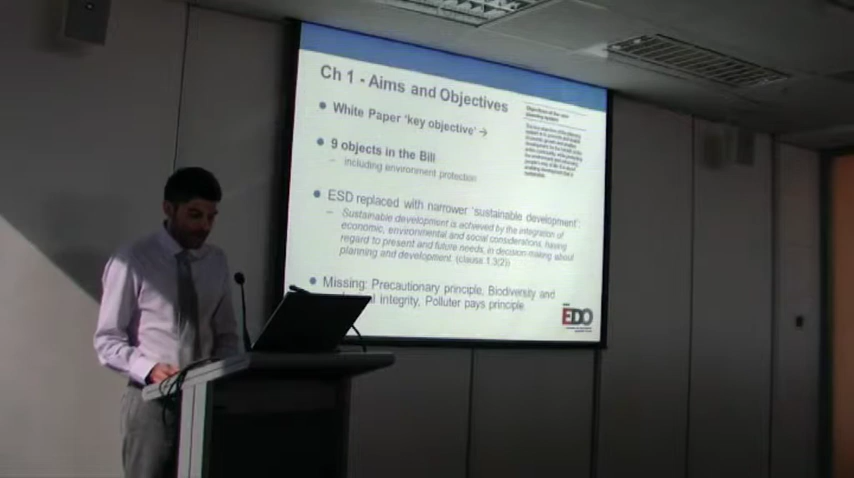 Ch 1 - Aims and Objectives
● White Paper 'key objective' →
● 9 objects in the Bill
– including environment protection
● ESD replaced with narrower 'sustainable development':
– Sustainable development is achieved by the integration of
economic, environmental and social considerations, having
regard to present and future needs, in decision-making about
planning and development. (clause 1.3(2))
● Missing: Precautionary principle, Biodiversity and
integrity, Polluter pays principle
EDO